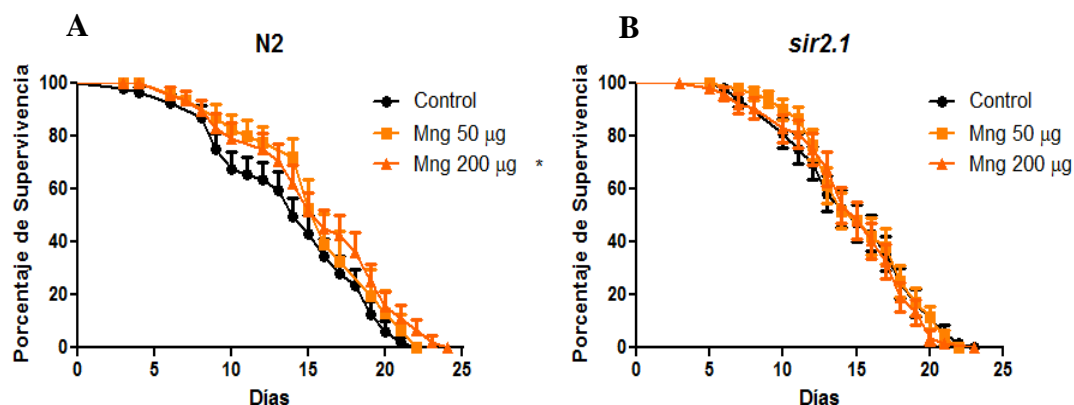 A
N2
Porcentaje de Supervivencia
100
80
60
40
20
0
0 5 10 15 20 25
Días
Control
Mng 50 µg
Mng 200 µg *
B
sir2.1
Porcentaje de Supervivencia
100
80
60
40
20
0
0 5 10 15 20 25
Días
Control
Mng 50 µg
Mng 200 µg